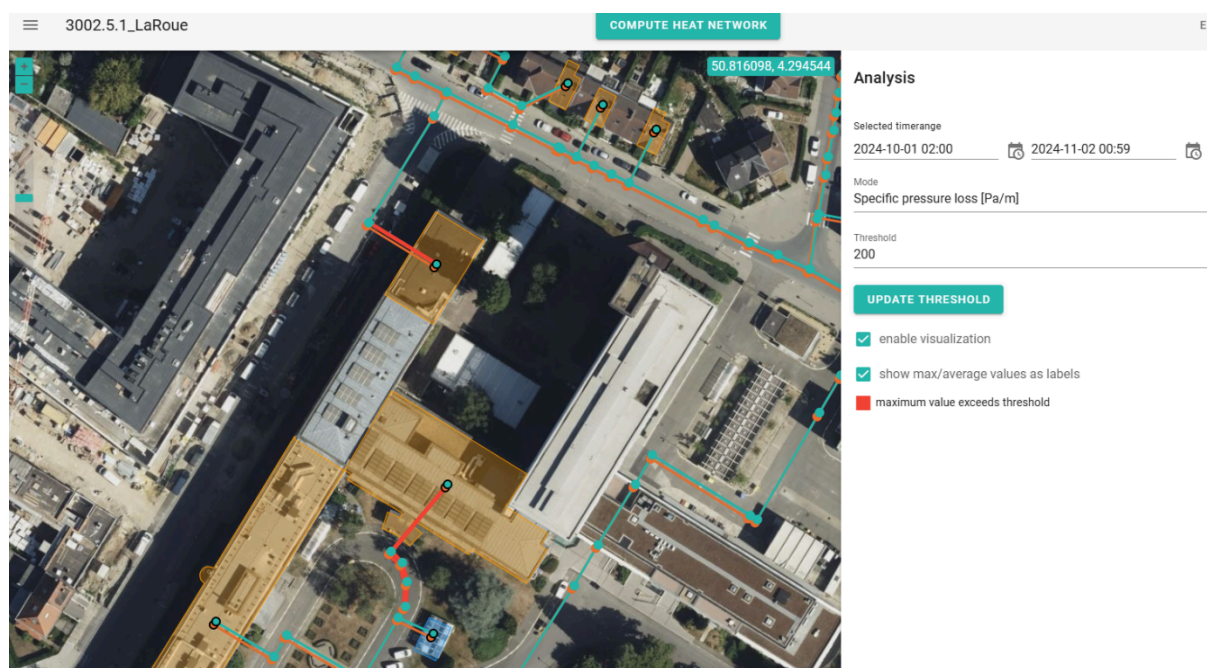 3002.5.1_LaRoue
COMPUTE HEAT NETWORK
E
+
−
50.816098, 4.294544
Analysis
Selected timerange
2024-10-01 02:00
2024-11-02 00:59
Mode
Specific pressure loss [Pa/m]
Threshold
200
UPDATE THRESHOLD
enable visualization
show max/average values as labels
maximum value exceeds threshold